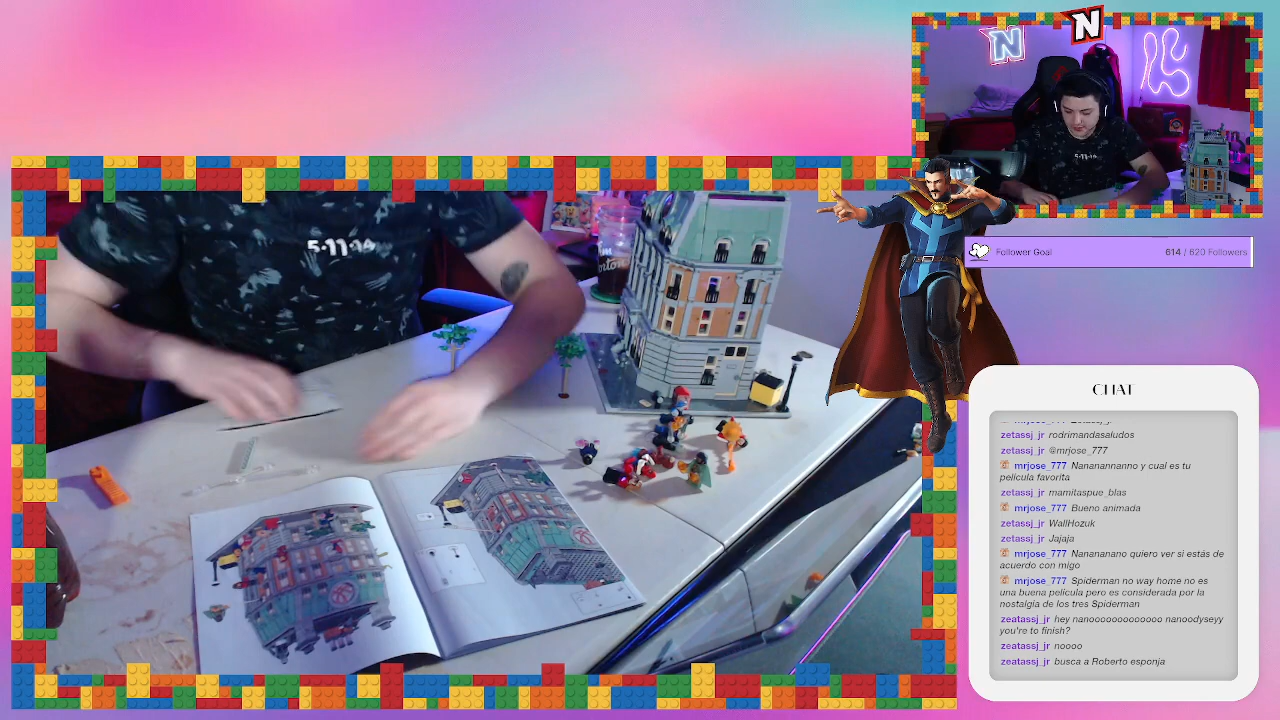 N
N
5.11.14
Follower Goal
614 / 620 Followers
CHAT
zetassj_jr rodrimandasaludos
zetassj_jr @mrjose_777
mrjose_777 Nananannanno y cual es tu
película favorita
zetassj_jr mamitaspue_blas
mrjose_777 Bueno animada
zetassj_jr WallHozuk
zetassj_jr Jajaja
mrjose_777 Nanananano quiero ver si estás de
acuerdo con migo
mrjose_777 Spiderman no way home no es
una buena película pero es considerada por la
nostalgía de los tres Spiderman
zeatassj_jr hey nanoooooooooooo nanoodyseyy
you're to finish?
zeatassj_jr noooo
zeatassj_jr busca a Roberto esponja